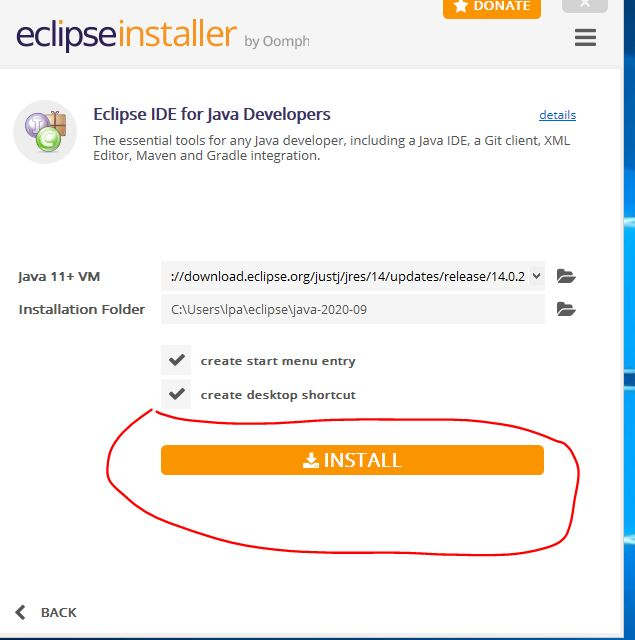 DONATE
eclipseinstaller by Oomph
Eclipse IDE for Java Developers details
The essential tools for any Java developer, including a Java IDE, a Git client, XML
Editor, Maven and Gradle integration.
Java 11+ VM ://download.eclipse.org/justj/jres/14/updates/release/14.0.2
Installation Folder C:\Users\lpa\eclipse\java-2020-09
create start menu entry
create desktop shortcut
INSTALL
BACK